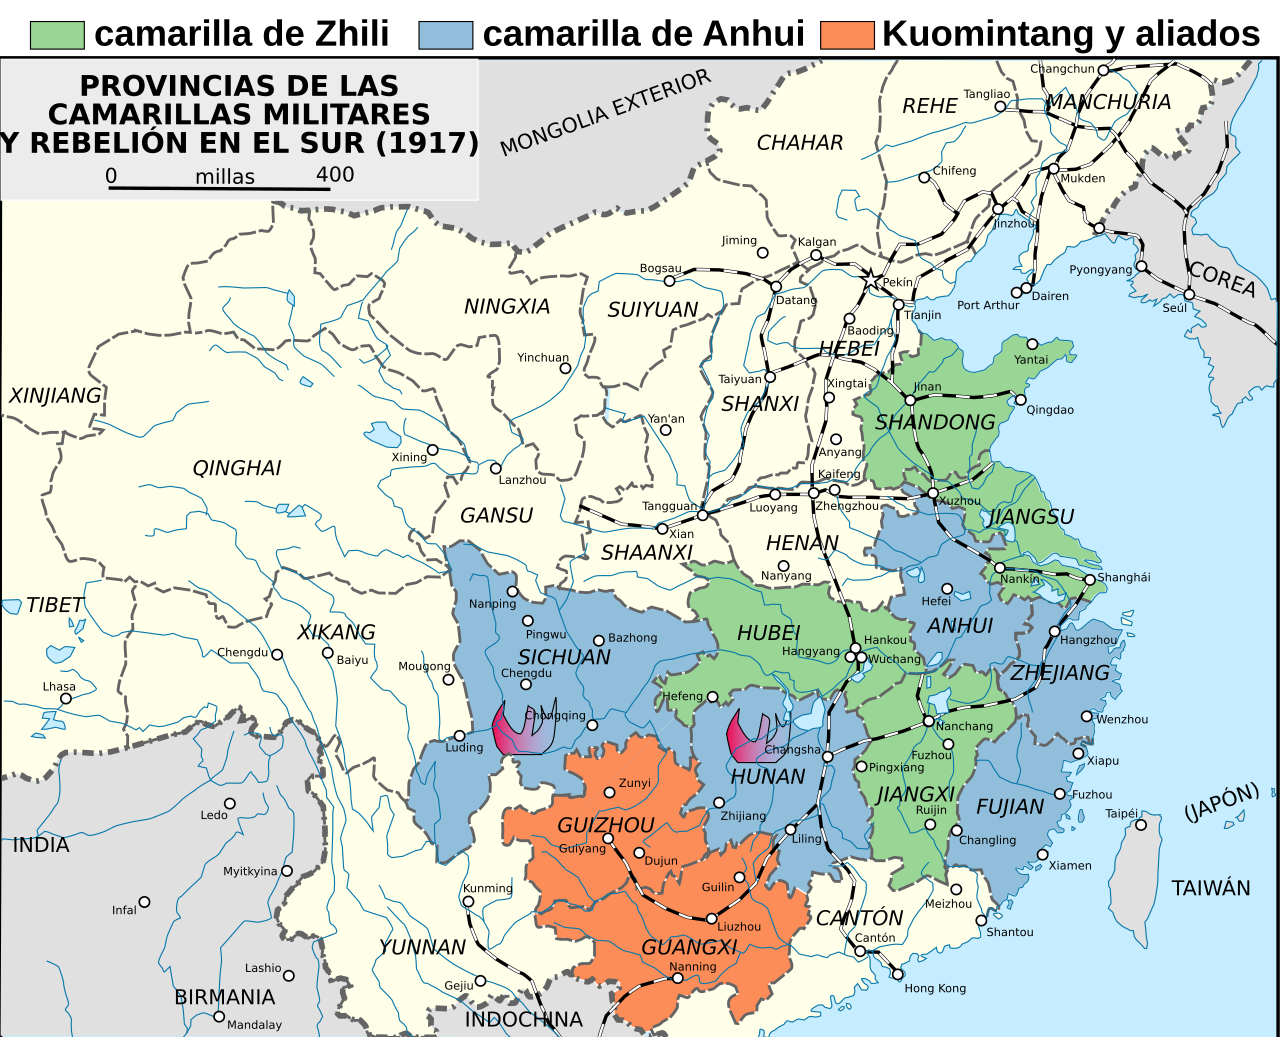 camarilla de Zhili
camarilla de Anhui
Kuomintang y aliados
PROVINCIAS DE LAS
CAMARILLAS MILITARES
Y REBELIÓN EN EL SUR (1917)
0 millas 400
MONGOLIA EXTERIOR
Changchun
Tangliao
REHE
MANCHURIA
CHAHAR
Chifeng
Mukden
Jinzhou
Jiming
Kalgan
Bogsau
Pekín
Pyongyang
COREA
Datang
Port Arthur
Dairen
Tianjin
Seúl
NINGXIA
SUIYUAN
Baoding
HEBEI
Yinchuan
Yantai
Taiyuan
Xingtai
Jinan
XINJIANG
SHANXI
Qingdao
Yan'an
SHANDONG
Xining
QINGHAI
Anyang
Lanzhou
Kaifeng
Tangguan
Luoyang
Zhengzhou
Xuzhou
GANSU
JIANGSU
Xian
SHAANXI
HENAN
Nanyang
Nankín
Shanghái
TIBET
Nanping
Hefei
XIKANG
Pingwu
Bazhong
HUBEI
ANHUI
Hankou
Hangzhou
Chengdu
Baiyu
SICHUAN
Hangyang
Wuchang
Mougong
Chengdu
ZHEJIANG
Lhasa
Hefeng
Chongqing
Nanchang
Wenzhou
Luding
Changsha
Fuzhou
Xiapu
HUNAN
Pingxiang
Zunyi
JIANGXI
Fuzhou
FUJIAN
(JAPÓN)
Ledo
Zhijiang
Ruijin
Taipéi
GUIZHOU
INDIA
Guiyang
Liling
Changling
Dujun
Xiamen
Myitkyina
Guilin
Kunming
TAIWÁN
Infal
Meizhou
CANTÓN
Liuzhou
Shantou
YUNNAN
GUANGXI
Cantón
Lashio
Nanning
Gejiu
Hong Kong
BIRMANIA
Mandalay
INDOCHINA